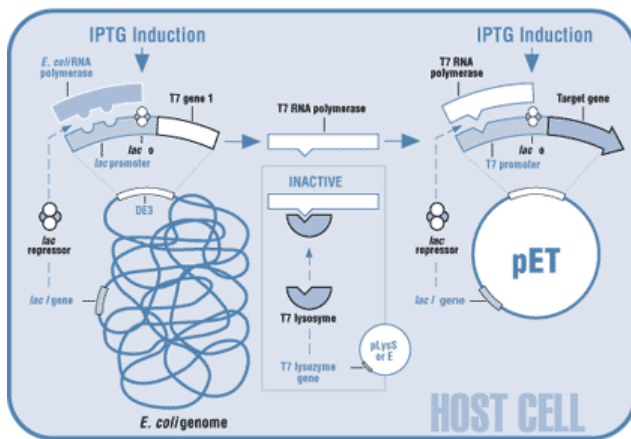 IPTG Induction
E. coli RNA
polymerase
T7 gene 1
lac o
lac promoter
DE3
lac
repressor
lac I gene
E. coli genome
T7 RNA polymerase
INACTIVE
T7 lysosyme
T7 lysozyme
gene
pLysS
or E
IPTG Induction
T7 RNA
polymerase
Target gene
lac o
T7 promoter
lac
repressor
lac I gene
pET
HOST CELL